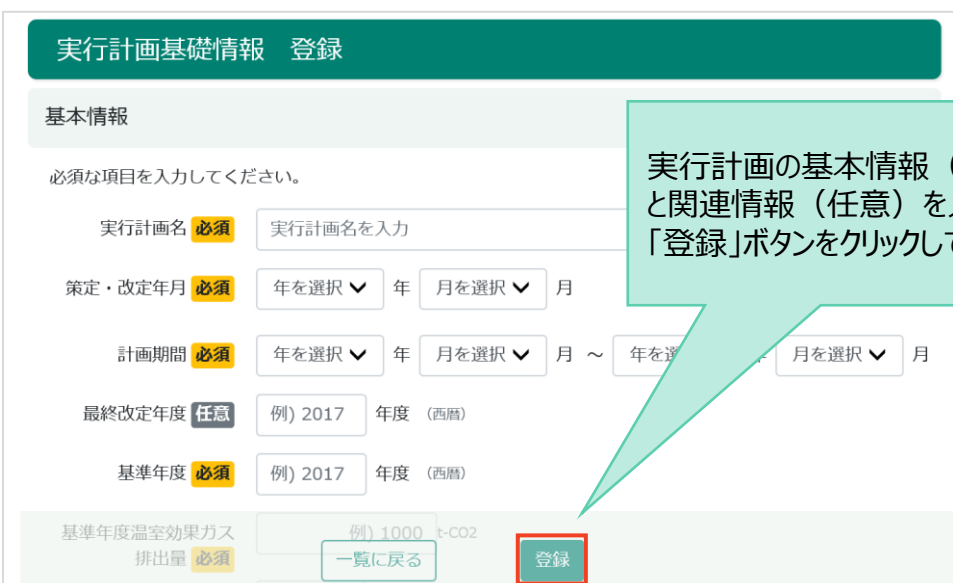 実行計画基礎情報　登録
基本情報
必須な項目を入力してください。
実行計画の基本情報（
と関連情報（任意）を
「登録」ボタンをクリックして
実行計画名 必須 実行計画名を入力
策定・改定年月 必須 年を選択 年 月を選択 月
計画期間 必須 年を選択 年 月を選択 月 ～ 年を 月を選択 月
最終改定年度 任意 例) 2017 年度 （西暦）
基準年度 必須 例) 2017 年度 （西暦）
基準年度温室効果ガス
排出量 必須 例) 1000 t-CO2
一覧に戻る 登録